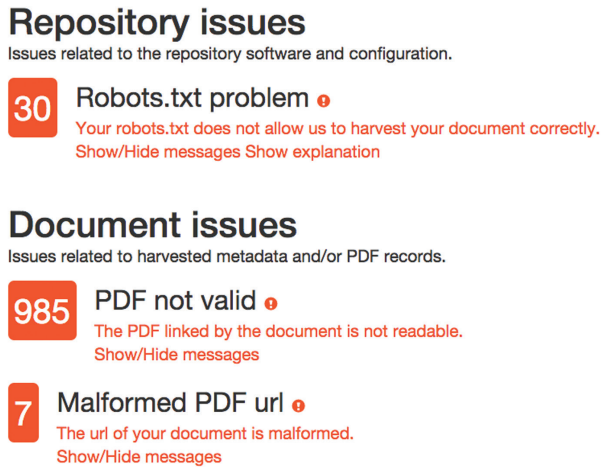 Repository issues
Issues related to the repository software and configuration.
30
Robots.txt problem
Your robots.txt does not allow us to harvest your document correctly.
Show/Hide messages Show explanation
Document issues
Issues related to harvested metadata and/or PDF records.
985
PDF not valid
The PDF linked by the document is not readable.
Show/Hide messages
7
Malformed PDF url
The url of your document is malformed.
Show/Hide messages